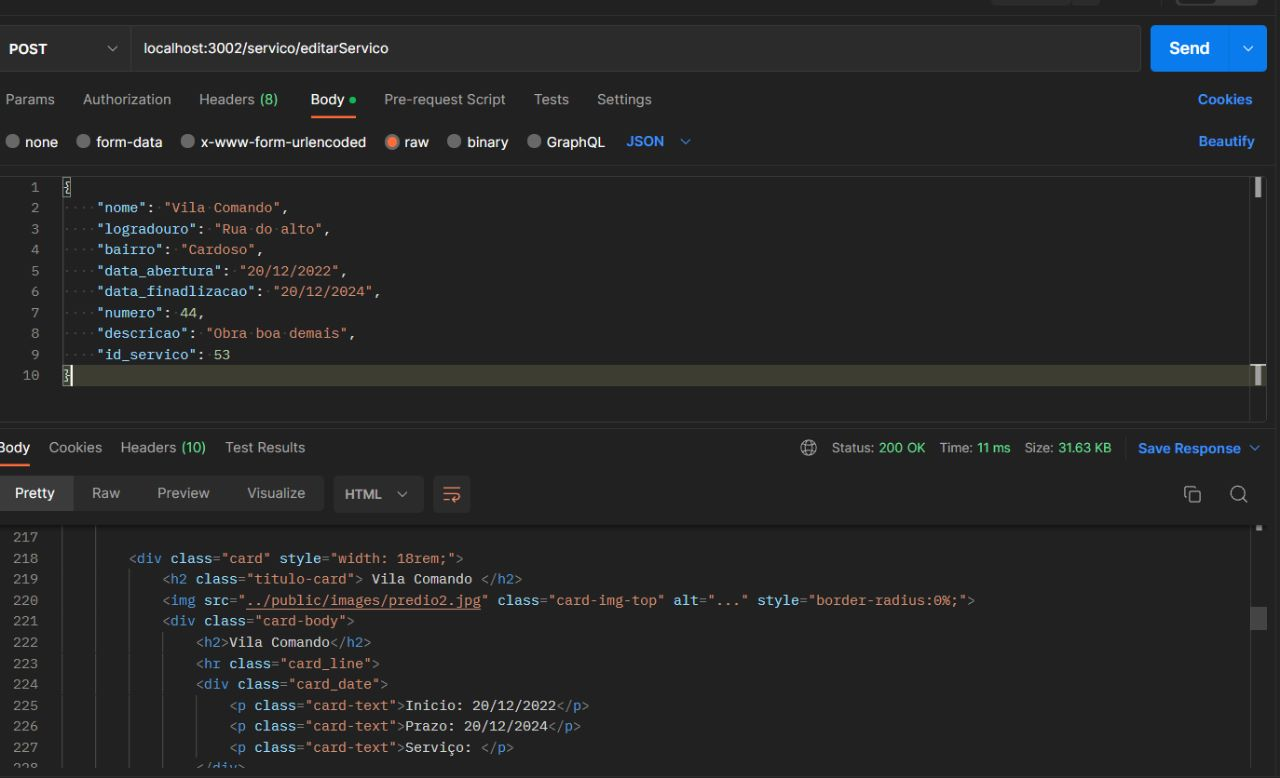 POST localhost:3002/servico/editarServico Send
Params Authorization Headers (8) Body Pre-request Script Tests Settings Cookies
none form-data x-www-form-urlencoded raw binary GraphQL JSON Beautify
1 {
2 "nome": "Vila Comando",
3 "logradouro": "Rua do alto",
4 "bairro": "Cardoso",
5 "data_abertura": "20/12/2022",
6 "data_finadlizacao": "20/12/2024",
7 "numero": 44,
8 "descricao": "Obra boa demais",
9 "id_servico": 53
10 }
Body Cookies Headers (10) Test Results Status: 200 OK Time: 11 ms Size: 31.63 KB Save Response
Pretty Raw Preview Visualize HTML
217
218 <div class="card" style="width: 18rem;">
219 <h2 class="titulo-card"> Vila Comando </h2>
220 <img src="../public/images/predio2.jpg" class="card-img-top" alt="..." style="border-radius:0%;">
221 <div class="card-body">
222 <h2>Vila Comando</h2>
223 <hr class="card_line">
224 <div class="card_date">
225 <p class="card-text">Inicio: 20/12/2022</p>
226 <p class="card-text">Prazo: 20/12/2024</p>
227 <p class="card-text">Serviço: </p>
228 </div>